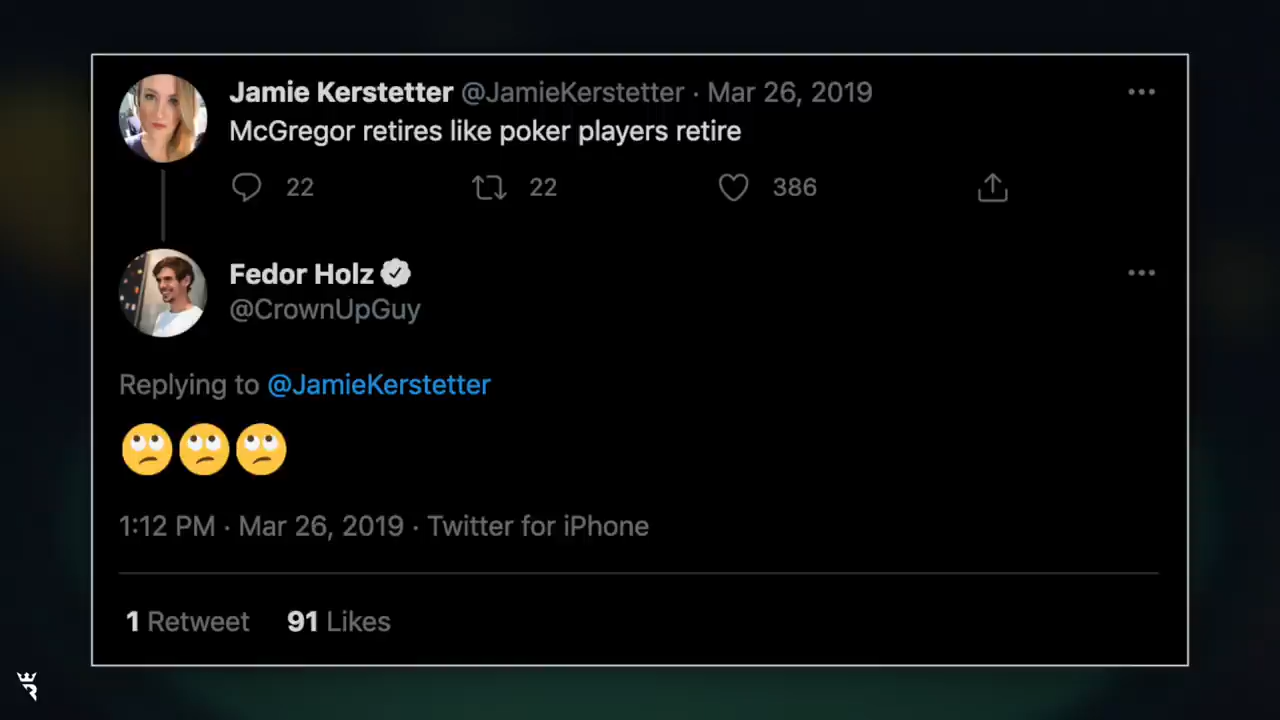 Jamie Kerstetter @JamieKerstetter · Mar 26, 2019
McGregor retires like poker players retire
22 22 386
Fedor Holz
@CrownUpGuy
Replying to @JamieKerstetter
🙄🙄🙄
1:12 PM · Mar 26, 2019 · Twitter for iPhone
1 Retweet 91 Likes